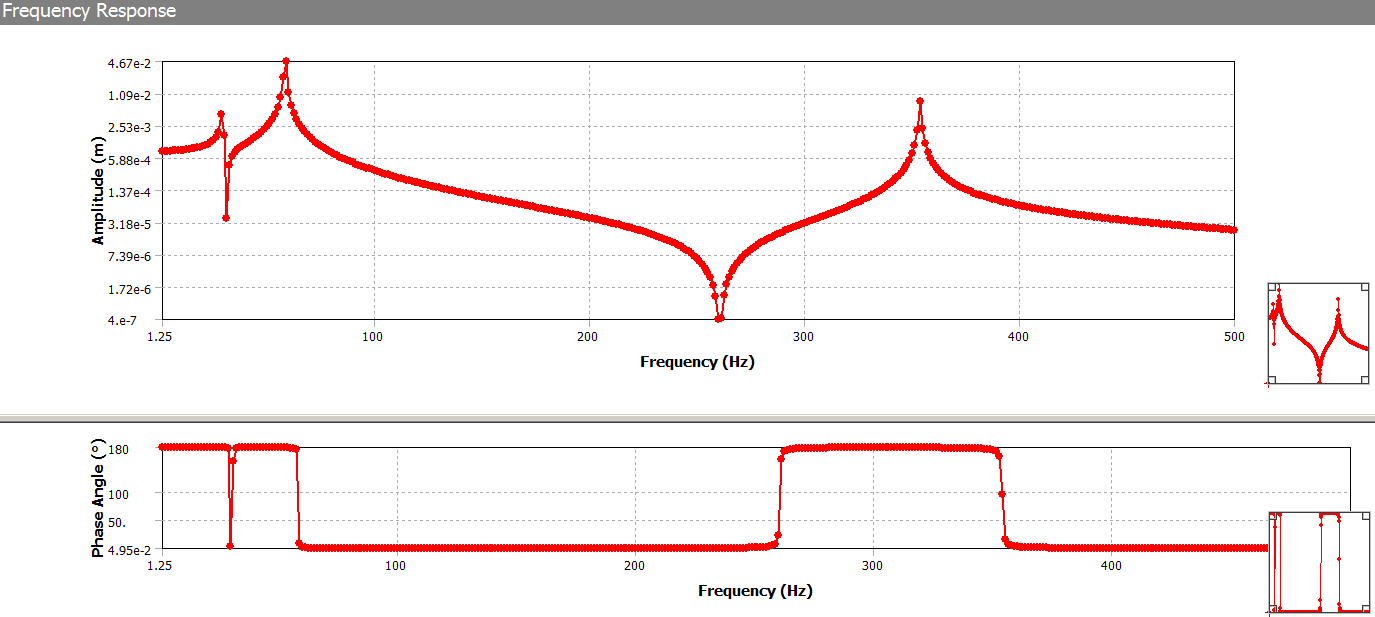 Frequency Response
4.67e-2
1.09e-2
2.53e-3
5.88e-4
1.37e-4
3.18e-5
7.39e-6
1.72e-6
4.e-7
Amplitude (m)
1.25 100 200 300 400 500
Frequency (Hz)
180
100
50.
4.95e-2
Phase Angle (°)
1.25 100 200 300 400
Frequency (Hz)